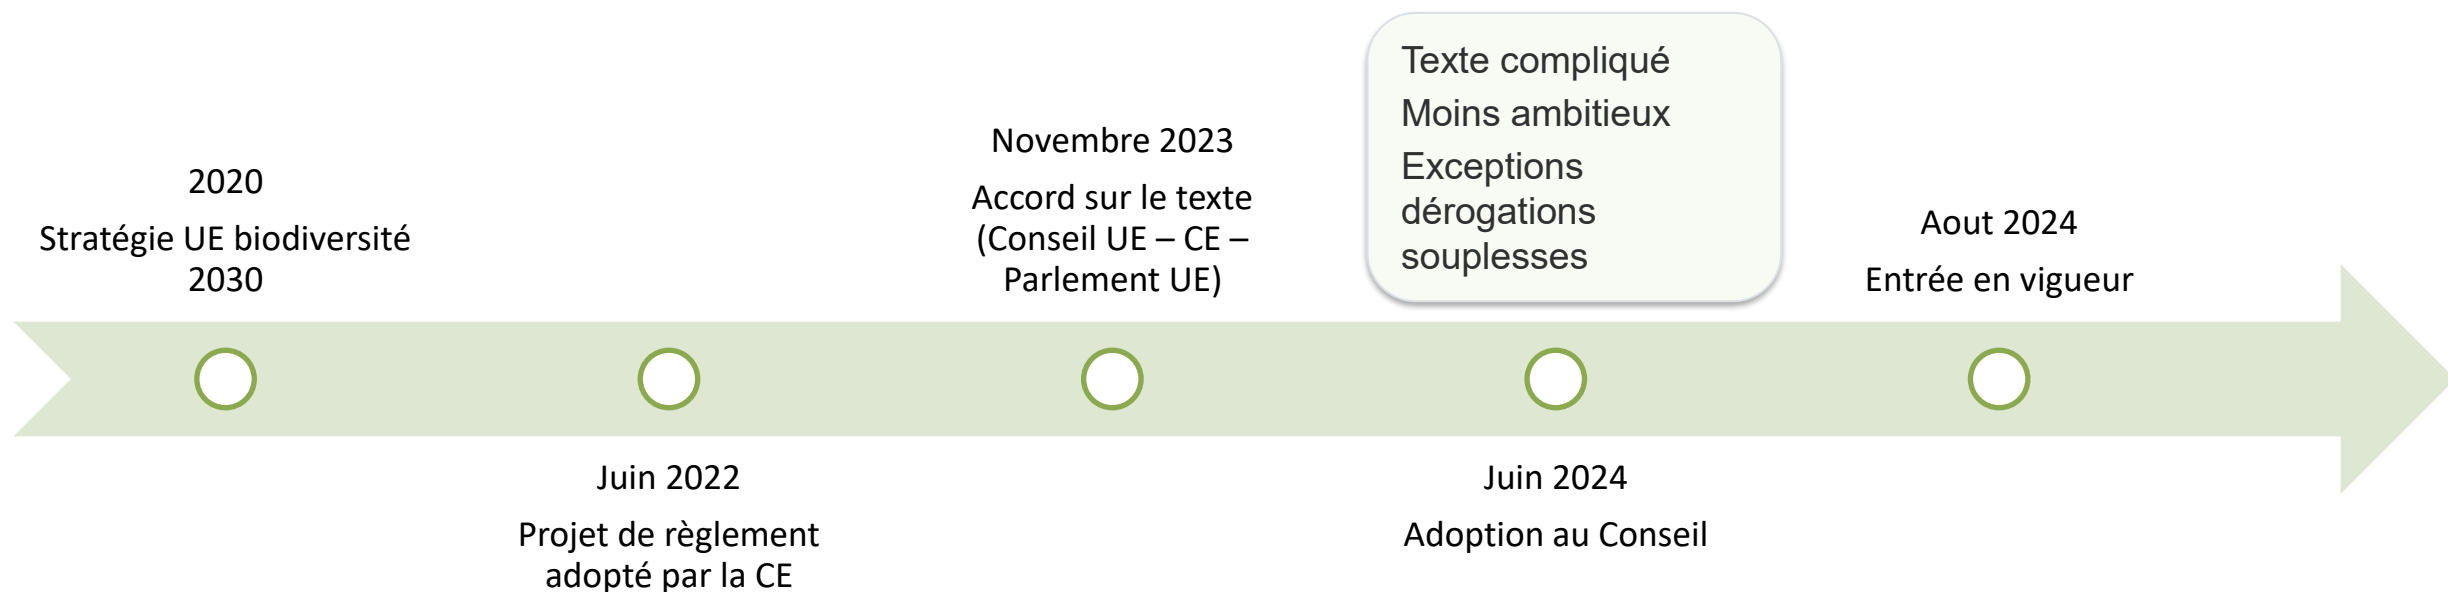 2020
Stratégie UE biodiversité
2030
Juin 2022
Projet de règlement
adopté par la CE
Novembre 2023
Accord sur le texte
(Conseil UE – CE –
Parlement UE)
Texte compliqué
Moins ambitieux
Exceptions
dérogations
souplesses
Juin 2024
Adoption au Conseil
Aout 2024
Entrée en vigueur